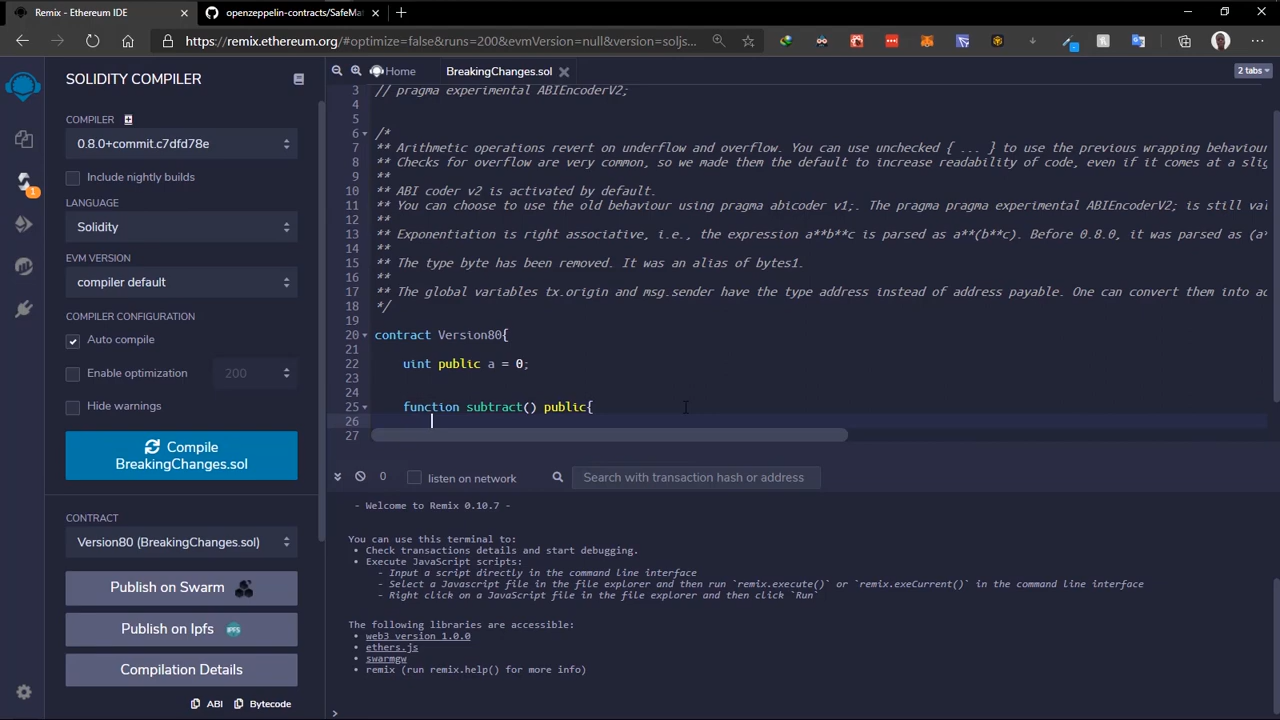 Remix - Ethereum IDE
openzeppelin-contracts/SafeMa
https://remix.ethereum.org/#optimize=false&runs=200&evmVersion=null&version=soljs...
SOLIDITY COMPILER
COMPILER
0.8.0+commit.c7dfd78e
Include nightly builds
LANGUAGE
Solidity
EVM VERSION
compiler default
COMPILER CONFIGURATION
Auto compile
Enable optimization
200
Hide warnings
Compile
BreakingChanges.sol
CONTRACT
Version80 (BreakingChanges.sol)
Publish on Swarm
Publish on Ipfs
IPFS
Compilation Details
ABI
Bytecode
1
Home
BreakingChanges.sol
2 tabs
3 // pragma experimental ABIEncoderV2;
4
5
6 /*
7 ** Arithmetic operations revert on underflow and overflow. You can use unchecked { ... } to use the previous wrapping behaviour
8 ** Checks for overflow are very common, so we made them the default to increase readability of code, even if it comes at a slig
9 **
10 ** ABI coder v2 is activated by default.
11 ** You can choose to use the old behaviour using pragma abicoder v1;. The pragma pragma experimental ABIEncoderV2; is still val
12 **
13 ** Exponentiation is right associative, i.e., the expression a**b**c is parsed as a**(b**c). Before 0.8.0, it was parsed as (a*
14 **
15 ** The type byte has been removed. It was an alias of bytes1.
16 **
17 ** The global variables tx.origin and msg.sender have the type address instead of address payable. One can convert them into ad
18 */
19
20 contract Version80{
21
22 uint public a = 0;
23
24
25 function subtract() public{
26
27
0
listen on network
Search with transaction hash or address
- Welcome to Remix 0.10.7 -
You can use this terminal to:
• Check transactions details and start debugging.
• Execute JavaScript scripts:
- Input a script directly in the command line interface
- Select a Javascript file in the file explorer and then run `remix.execute()` or `remix.exeCurrent()` in the command line interface
- Right click on a JavaScript file in the file explorer and then click `Run`
The following libraries are accessible:
• web3 version 1.0.0
• ethers.js
• swarmgw
• remix (run remix.help() for more info)
>